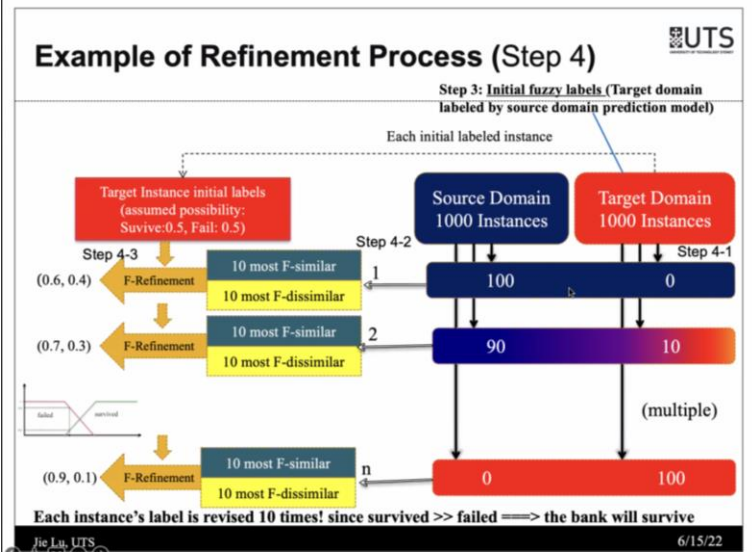 UTS
Example of Refinement Process (Step 4)
Step 3: Initial fuzzy labels (Target domain
labeled by source domain prediction model)
Each initial labeled instance
Target Instance initial labels
(assumed possibility:
Suvive:0.5, Fail: 0.5)
Source Domain
1000 Instances
Target Domain
1000 Instances
Step 4-3
Step 4-2
Step 4-1
(0.6, 0.4)
F-Refinement
10 most F-similar
10 most F-dissimilar
1
100
0
(0.7, 0.3)
F-Refinement
10 most F-similar
10 most F-dissimilar
2
90
10
failed
survived
(multiple)
(0.9, 0.1)
F-Refinement
10 most F-similar
10 most F-dissimilar
n
0
100
Each instance's label is revised 10 times! since survived >> failed ===> the bank will survive
Jie Lu, UTS
6/15/22